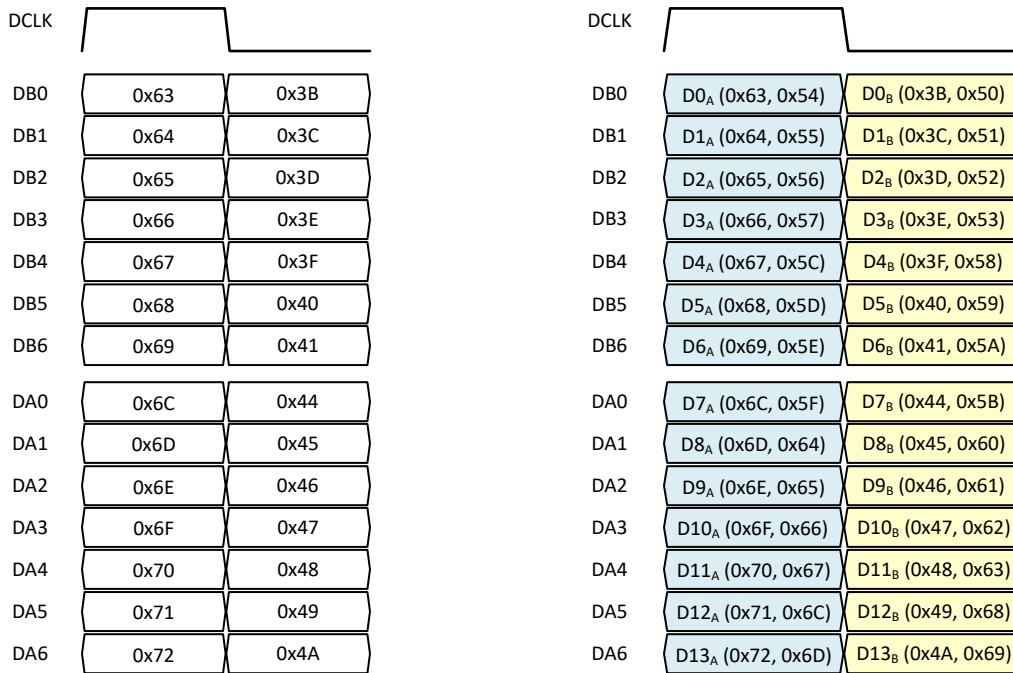 DCLK DCLK
DB0 0x63 0x3B DB0 D0A (0x63, 0x54) D0B (0x3B, 0x50)
DB1 0x64 0x3C DB1 D1A (0x64, 0x55) D1B (0x3C, 0x51)
DB2 0x65 0x3D DB2 D2A (0x65, 0x56) D2B (0x3D, 0x52)
DB3 0x66 0x3E DB3 D3A (0x66, 0x57) D3B (0x3E, 0x53)
DB4 0x67 0x3F DB4 D4A (0x67, 0x5C) D4B (0x3F, 0x58)
DB5 0x68 0x40 DB5 D5A (0x68, 0x5D) D5B (0x40, 0x59)
DB6 0x69 0x41 DB6 D6A (0x69, 0x5E) D6B (0x41, 0x5A)
DA0 0x6C 0x44 DA0 D7A (0x6C, 0x5F) D7B (0x44, 0x5B)
DA1 0x6D 0x45 DA1 D8A (0x6D, 0x64) D8B (0x45, 0x60)
DA2 0x6E 0x46 DA2 D9A (0x6E, 0x65) D9B (0x46, 0x61)
DA3 0x6F 0x47 DA3 D10A (0x6F, 0x66) D10B (0x47, 0x62)
DA4 0x70 0x48 DA4 D11A (0x70, 0x67) D11B (0x48, 0x63)
DA5 0x71 0x49 DA5 D12A (0x71, 0x6C) D12B (0x49, 0x68)
DA6 0x72 0x4A DA6 D13A (0x72, 0x6D) D13B (0x4A, 0x69)